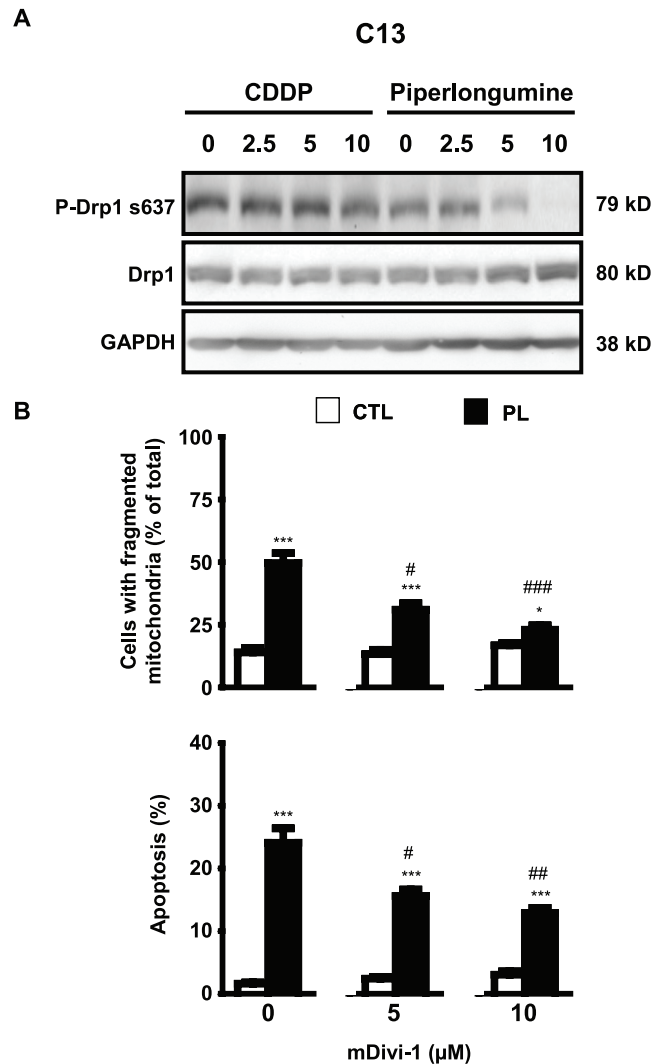 A
C13
CDDP Piperlongumine
0 2.5 5 10 0 2.5 5 10
P-Drp1 s637 79 kD
Drp1 80 kD
GAPDH 38 kD
B
CTL PL
Cells with fragmented
mitochondria (% of total)
100
75
50
25
0
***
#
***
###
*
Apoptosis (%)
40
30
20
10
0
***
#
***
##
***
0 5 10
mDivi-1 (µM)